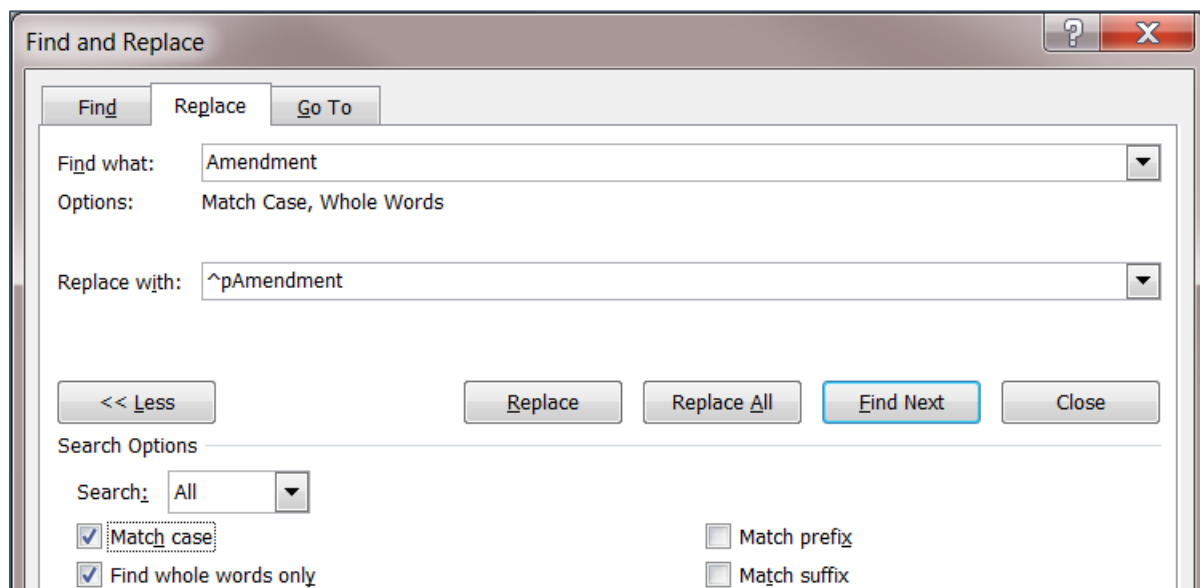 Find and Replace
Find Replace Go To
Find what: Amendment
Options: Match Case, Whole Words
Replace with: ^pAmendment
<< Less Replace Replace All Find Next Close
Search Options
Search: All
Match case Match prefix
Find whole words only Match suffix